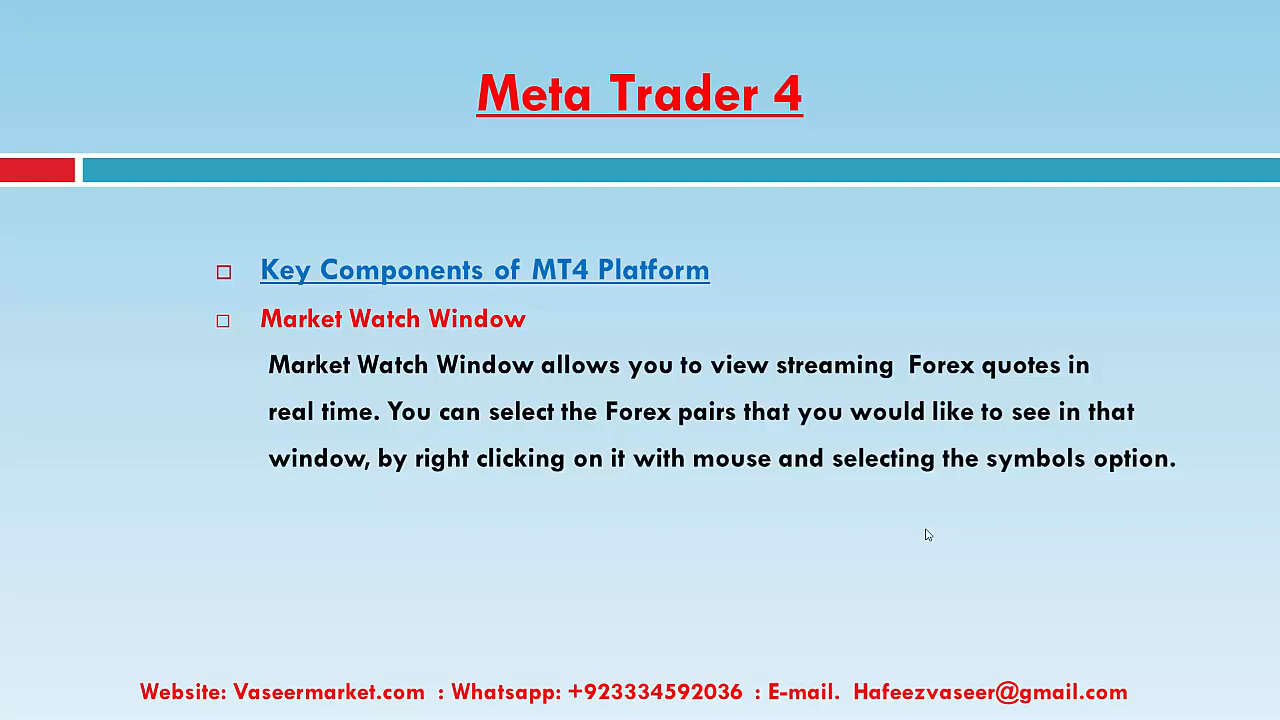 Meta Trader 4
Key Components of MT4 Platform
Market Watch Window
Market Watch Window allows you to view streaming Forex quotes in
real time. You can select the Forex pairs that you would like to see in that
window, by right clicking on it with mouse and selecting the symbols option.
Website: Vaseermarket.com : Whatsapp: +923334592036 : E-mail. Hafeezvaseer@gmail.com